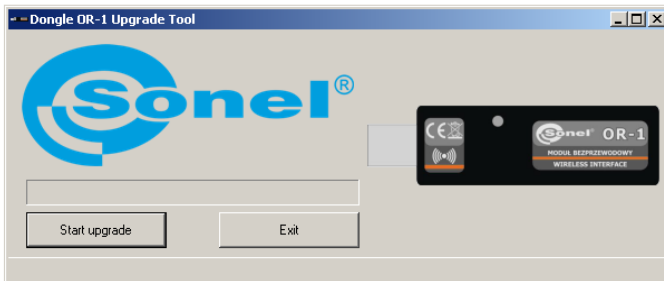 Dongle OR-1 Upgrade Tool
Sonel®
CE
Sonel® OR-1
MODUŁ BEZPRZEWODOWY
WIRELESS INTERFACE
Start upgrade
Exit